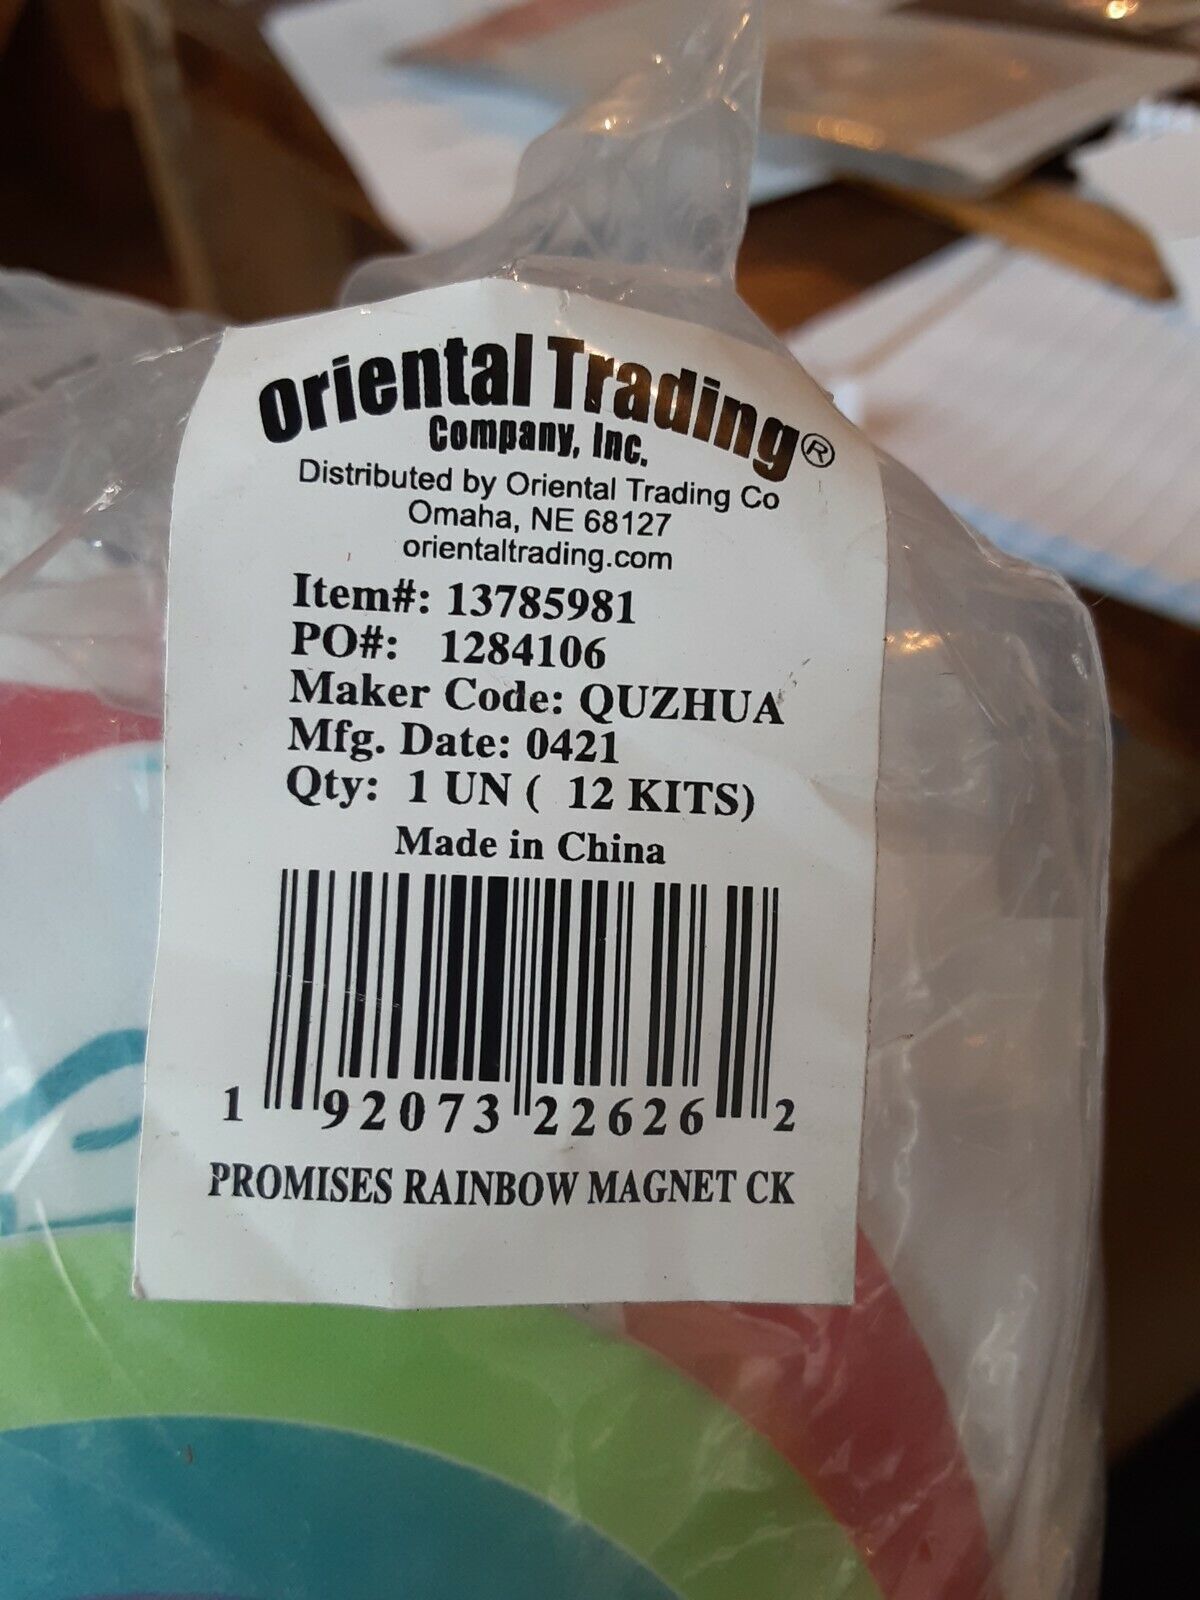 Oriental Trading®
Company, Inc.
Distributed by Oriental Trading Co
Omaha, NE 68127
orientaltrading.com
Item#: 13785981
PO#: 1284106
Maker Code: QUZHUA
Mfg. Date: 0421
Qty: 1 UN ( 12 KITS)
Made in China
1 92073 22626 2
PROMISES RAINBOW MAGNET CK